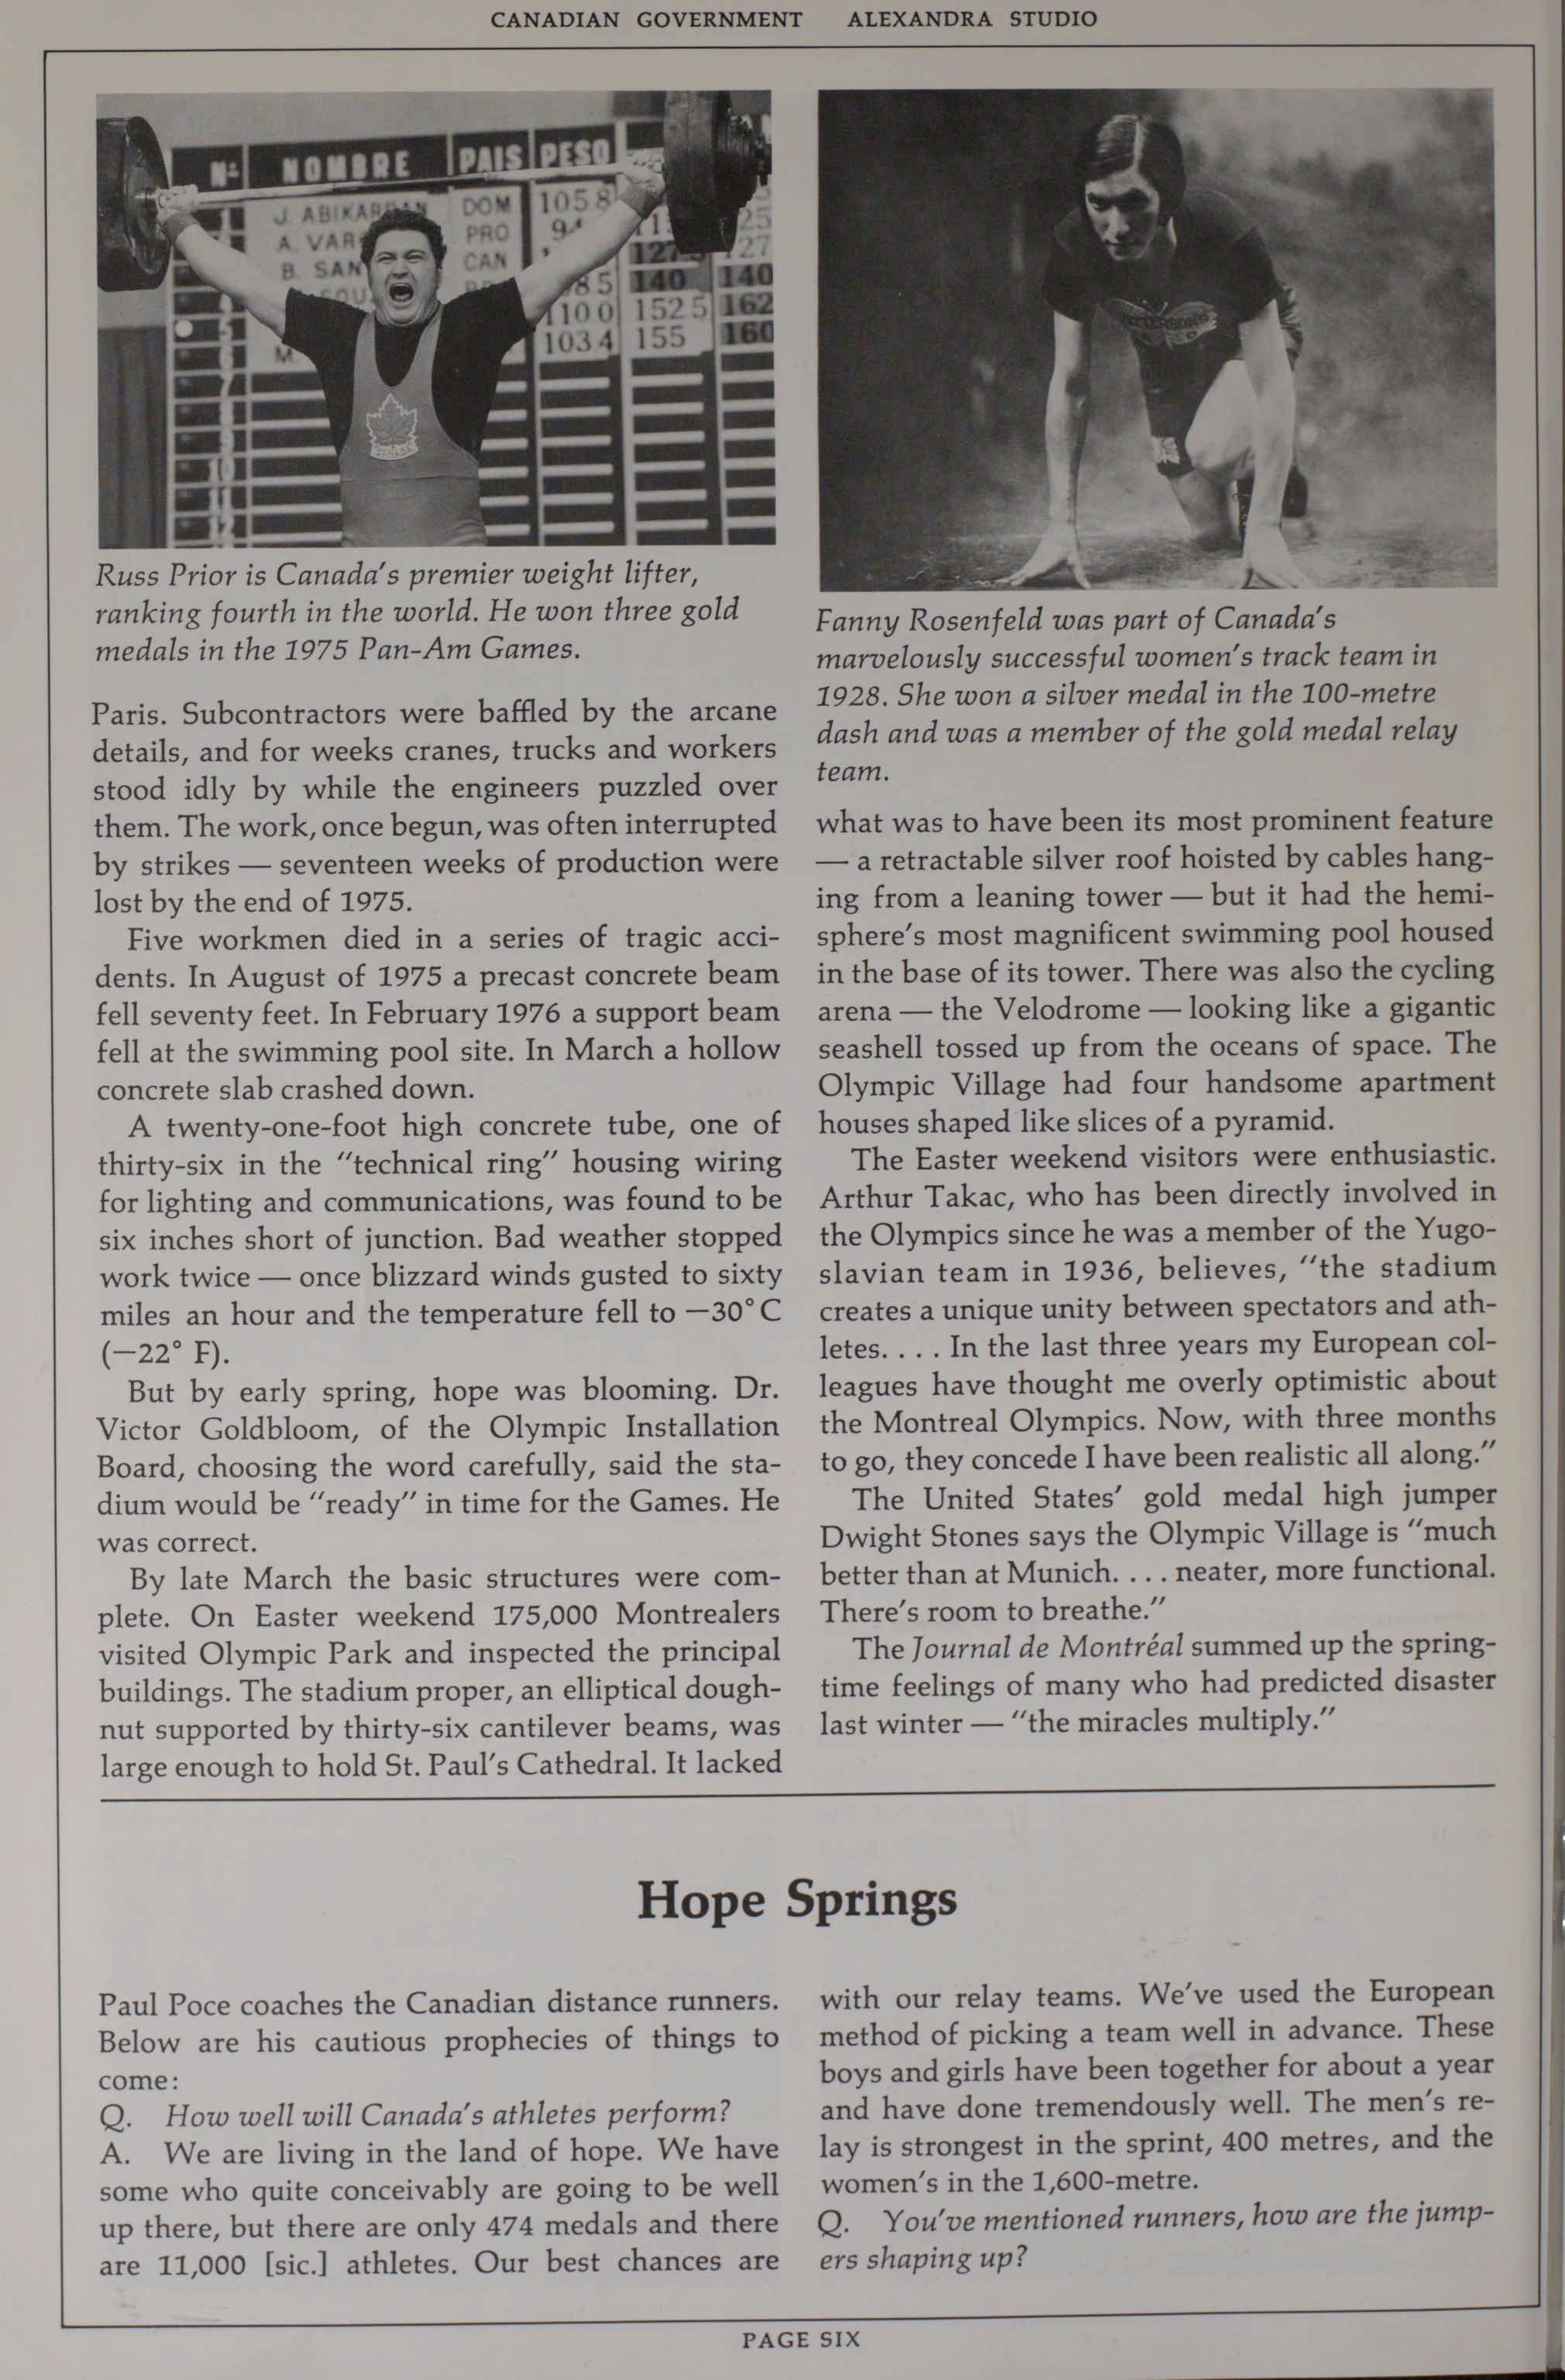 CANADIAN GOVERNMENT ALEXANDRA STUDIO
Nº NOMBRE PAIS PESO
J. ABIKARRAN DOM 1058
A. VAR PRO
B. SAN CAN
85 140 140
100 1525 162
1034 155 160
CANADA
Russ Prior is Canada's premier weight lifter,
ranking fourth in the world. He won three gold
medals in the 1975 Pan-Am Games.
Paris. Subcontractors were baffled by the arcane
details, and for weeks cranes, trucks and workers
stood idly by while the engineers puzzled over
them. The work, once begun, was often interrupted
by strikes — seventeen weeks of production were
lost by the end of 1975.
Five workmen died in a series of tragic acci-
dents. In August of 1975 a precast concrete beam
fell seventy feet. In February 1976 a support beam
fell at the swimming pool site. In March a hollow
concrete slab crashed down.
A twenty-one-foot high concrete tube, one of
thirty-six in the “technical ring” housing wiring
for lighting and communications, was found to be
six inches short of junction. Bad weather stopped
work twice — once blizzard winds gusted to sixty
miles an hour and the temperature fell to —30° C
(—22° F).
But by early spring, hope was blooming. Dr.
Victor Goldbloom, of the Olympic Installation
Board, choosing the word carefully, said the sta-
dium would be “ready” in time for the Games. He
was correct.
By late March the basic structures were com-
plete. On Easter weekend 175,000 Montrealers
visited Olympic Park and inspected the principal
buildings. The stadium proper, an elliptical dough-
nut supported by thirty-six cantilever beams, was
large enough to hold St. Paul's Cathedral. It lacked
Fanny Rosenfeld was part of Canada's
marvelously successful women's track team in
1928. She won a silver medal in the 100-metre
dash and was a member of the gold medal relay
team.
what was to have been its most prominent feature
— a retractable silver roof hoisted by cables hang-
ing from a leaning tower — but it had the hemi-
sphere's most magnificent swimming pool housed
in the base of its tower. There was also the cycling
arena — the Velodrome — looking like a gigantic
seashell tossed up from the oceans of space. The
Olympic Village had four handsome apartment
houses shaped like slices of a pyramid.
The Easter weekend visitors were enthusiastic.
Arthur Takac, who has been directly involved in
the Olympics since he was a member of the Yugo-
slavian team in 1936, believes, “the stadium
creates a unique unity between spectators and ath-
letes. . . . In the last three years my European col-
leagues have thought me overly optimistic about
the Montreal Olympics. Now, with three months
to go, they concede I have been realistic all along.”
The United States' gold medal high jumper
Dwight Stones says the Olympic Village is “much
better than at Munich. . . . neater, more functional.
There's room to breathe.”
The Journal de Montréal summed up the spring-
time feelings of many who had predicted disaster
last winter — “the miracles multiply.”
Hope Springs
Paul Poce coaches the Canadian distance runners.
Below are his cautious prophecies of things to
come:
Q. How well will Canada's athletes perform?
A. We are living in the land of hope. We have
some who quite conceivably are going to be well
up there, but there are only 474 medals and there
are 11,000 [sic.] athletes. Our best chances are
with our relay teams. We've used the European
method of picking a team well in advance. These
boys and girls have been together for about a year
and have done tremendously well. The men's re-
lay is strongest in the sprint, 400 metres, and the
women's in the 1,600-metre.
Q. You've mentioned runners, how are the jump-
ers shaping up?
PAGE SIX